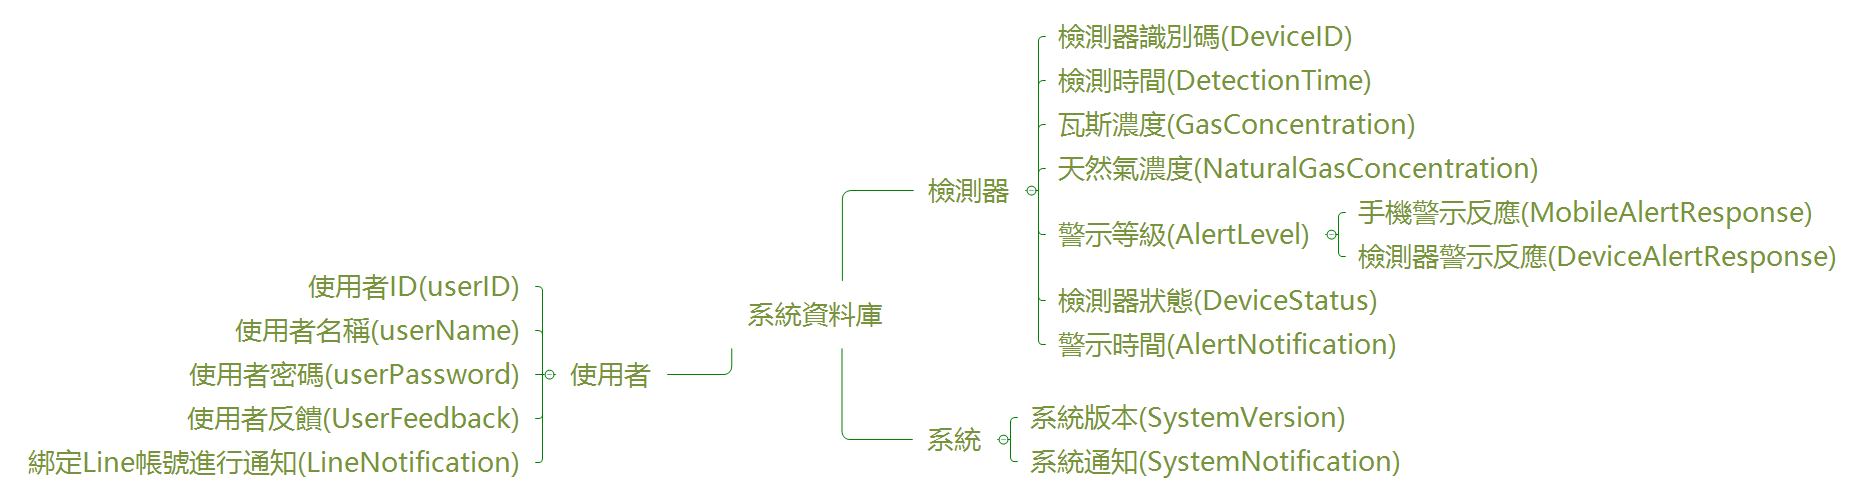 系統資料庫
檢測器
檢測器識別碼(DeviceID)
檢測時間(DetectionTime)
瓦斯濃度(GasConcentration)
天然氣濃度(NaturalGasConcentration)
警示等級(AlertLevel)
手機警示反應(MobileAlertResponse)
檢測器警示反應(DeviceAlertResponse)
檢測器狀態(DeviceStatus)
警示時間(AlertNotification)
系統
系統版本(SystemVersion)
系統通知(SystemNotification)
使用者
使用者ID(userID)
使用者名稱(userName)
使用者密碼(userPassword)
使用者反饋(UserFeedback)
綁定Line帳號進行通知(LineNotification)